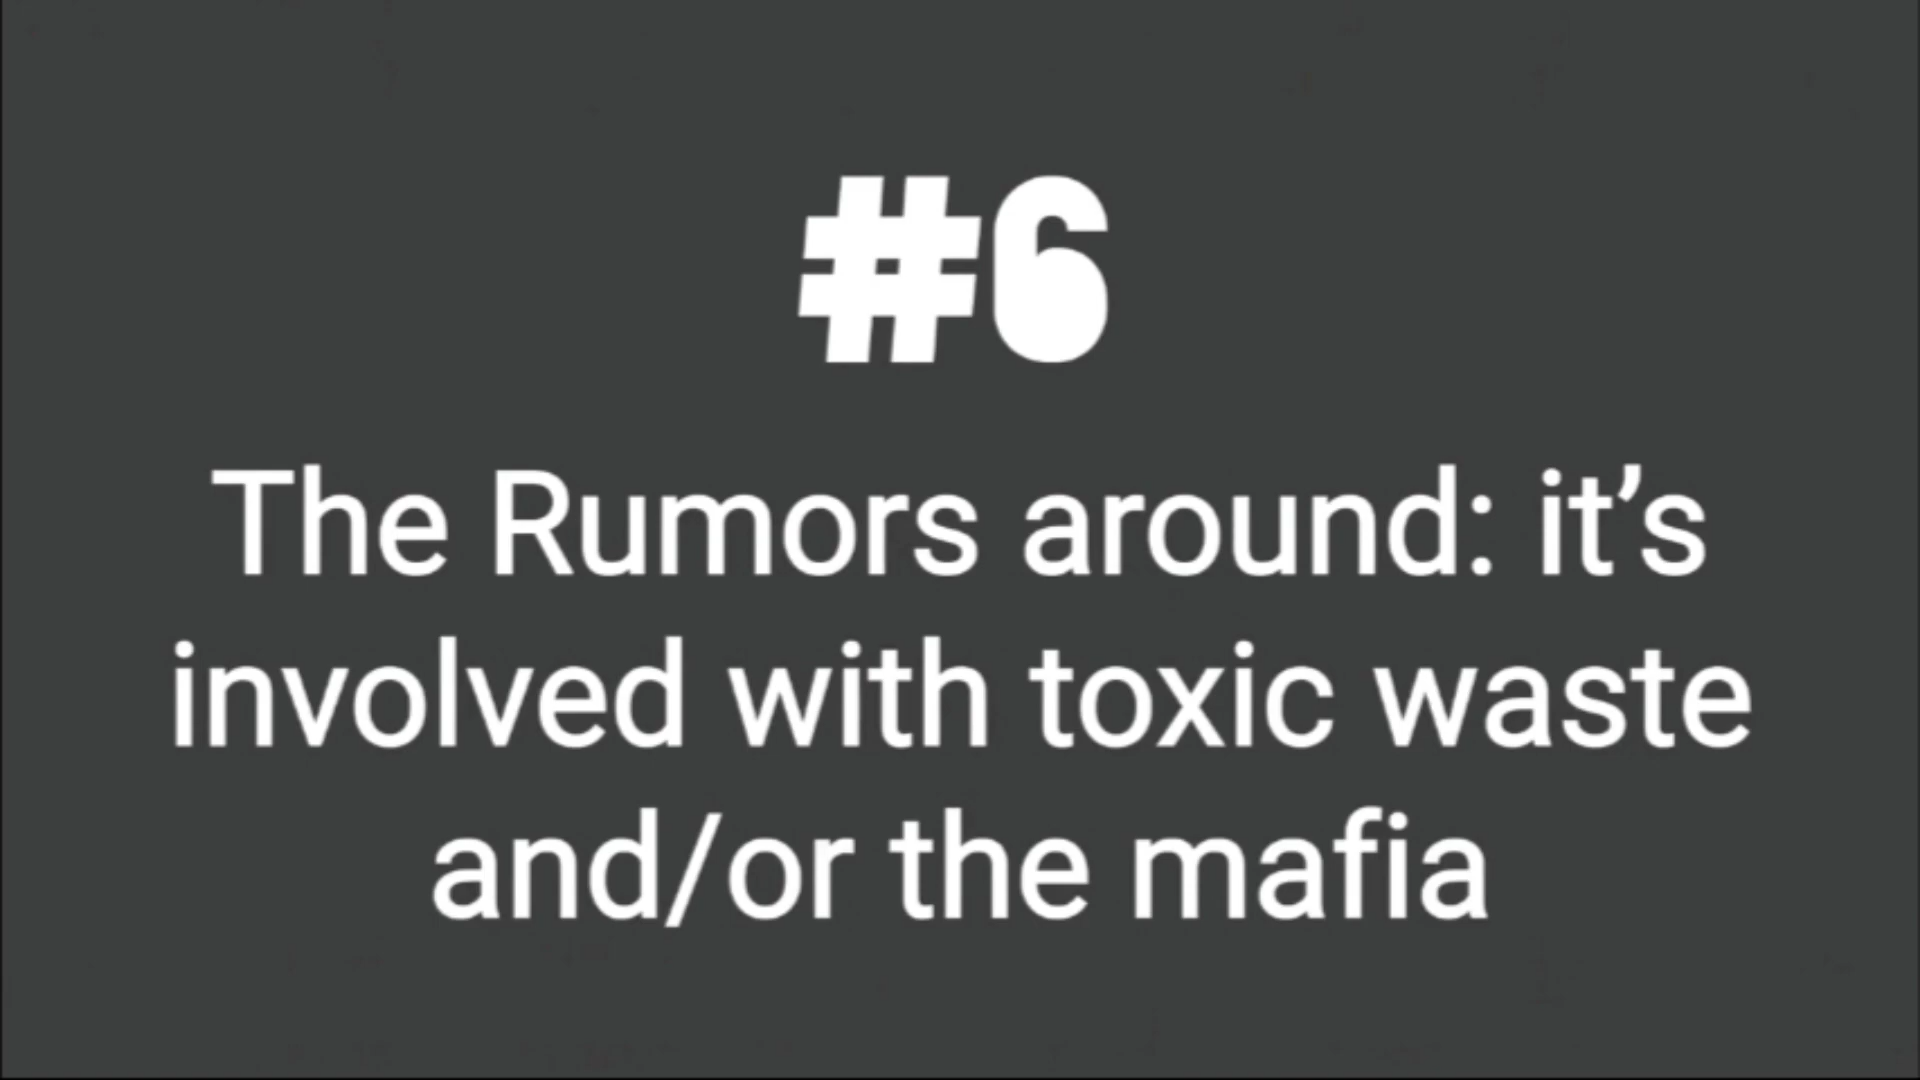 #6
The Rumors around: it’s
involved with toxic waste
and/or the mafia